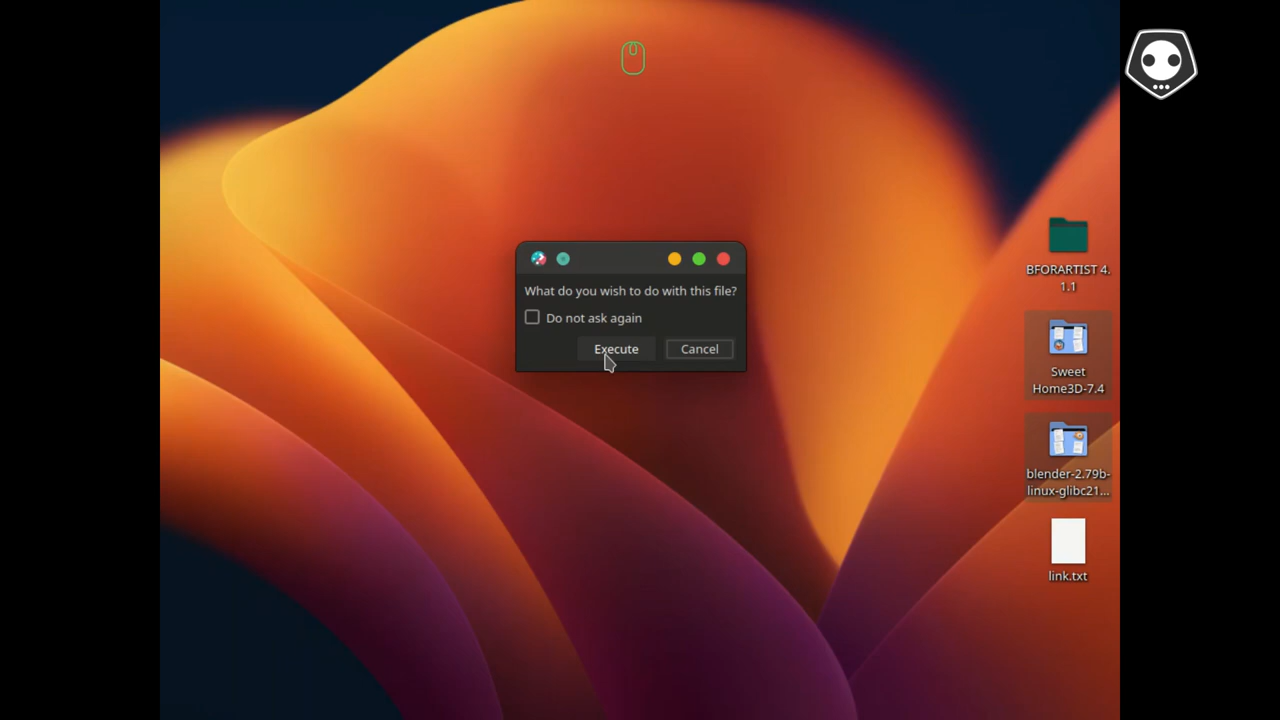 What do you wish to do with this file?
Do not ask again
Execute
Cancel
BFORARTIST 4.
1.1
Sweet
Home3D-7.4
blender-2.79b-
linux-glibc21...
link.txt